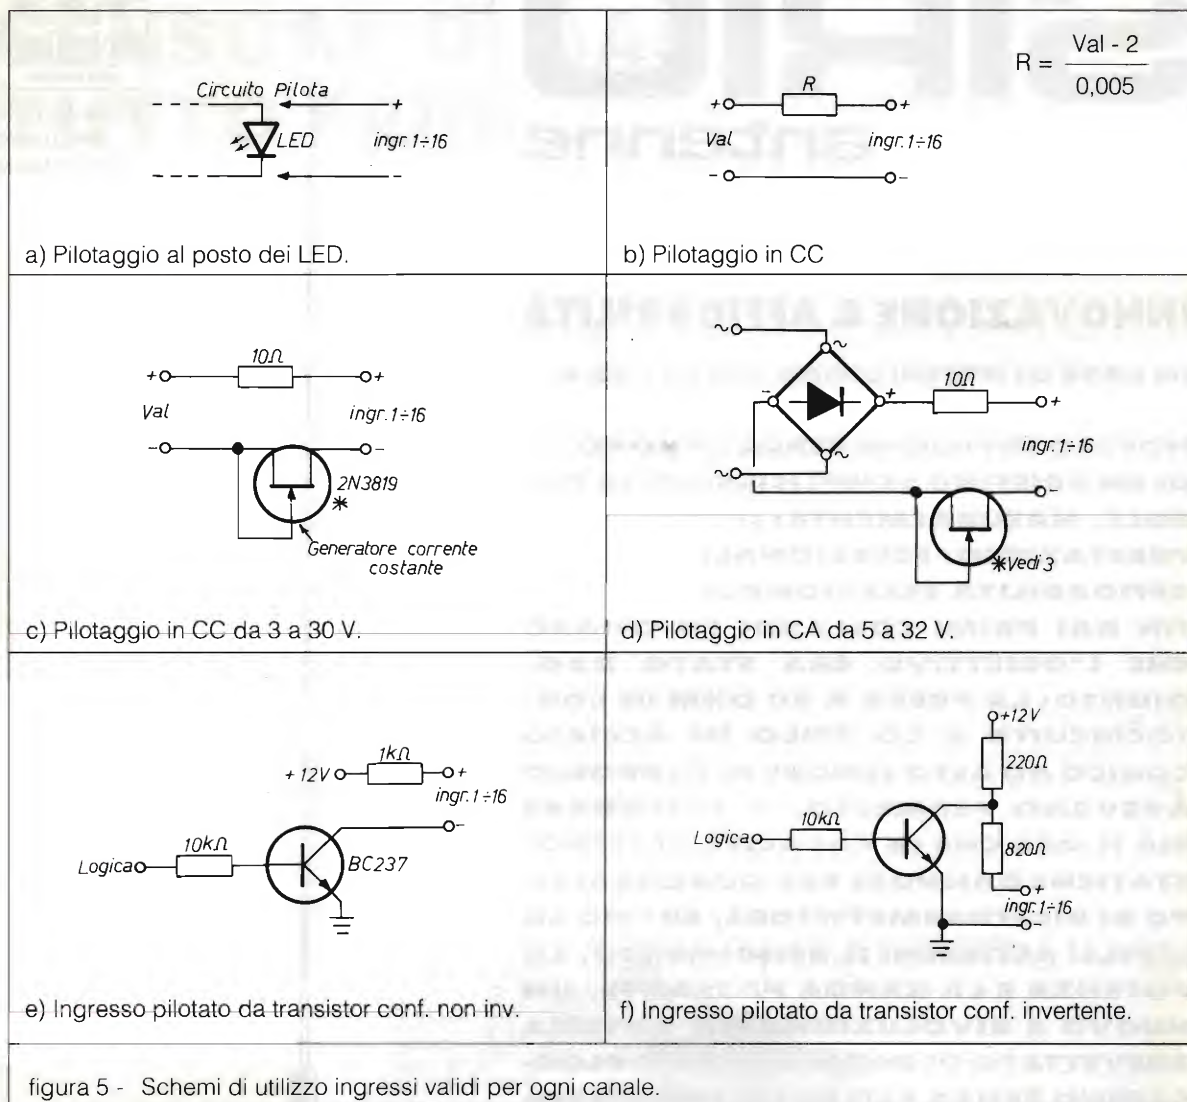 Circuito Pilota
+
LED
ingr. 1÷16
-
a) Pilotaggio al posto dei LED.
R = Val - 2
0,005
R
+ +
Val
ingr. 1÷16
- -
b) Pilotaggio in CC
10Ω
+ +
Val
ingr. 1÷16
- -
2N3819
*
Generatore corrente
costante
c) Pilotaggio in CC da 3 a 30 V.
~ ~
- +
10Ω
+
ingr. 1÷16
~ ~
-
*Vedi 3
d) Pilotaggio in CA da 5 a 32 V.
1kΩ
+12V +
ingr. 1÷16
-
10kΩ
Logica
BC237
e) Ingresso pilotato da transistor conf. non inv.
+12V
220Ω
10kΩ
Logica
820Ω
+
ingr. 1÷16
-
f) Ingresso pilotato da transistor conf. invertente.
figura 5 - Schemi di utilizzo ingressi validi per ogni canale.